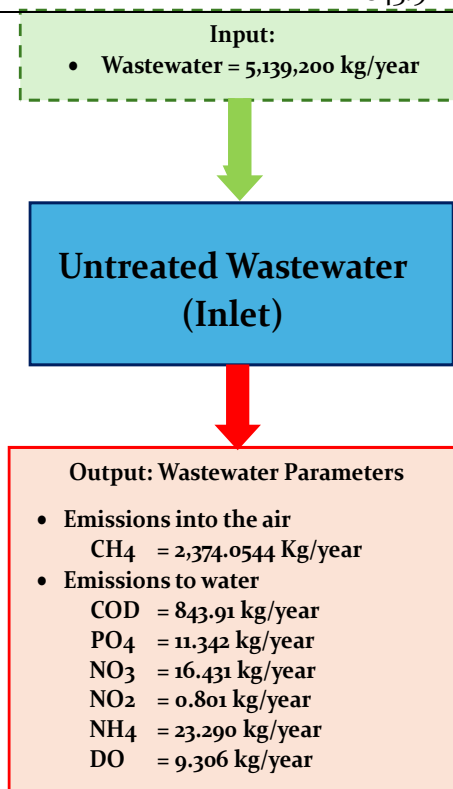 Input:
• Wastewater = 5,139,200 kg/year
Untreated Wastewater
(Inlet)
Output: Wastewater Parameters
• Emissions into the air
CH4 = 2,374.0544 Kg/year
• Emissions to water
COD = 843.91 kg/year
PO4 = 11.342 kg/year
NO3 = 16.431 kg/year
NO2 = 0.801 kg/year
NH4 = 23.290 kg/year
DO = 9.306 kg/year